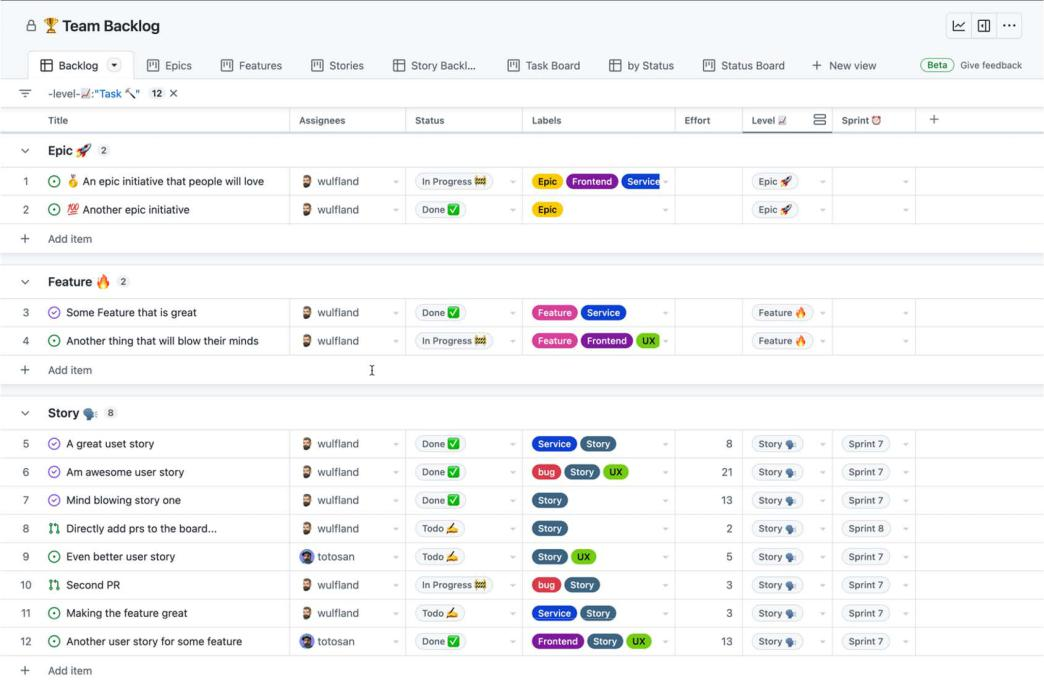 🏆 Team Backlog
Backlog Epics Features Stories Story Backl... Task Board by Status Status Board + New view Beta Give feedback
-level-📈:"Task 🔨" 12 ✕
Title Assignees Status Labels Effort Level 📈 Sprint ⏰ +
Epic 🚀 2
1 🥇 An epic initiative that people will love wulfland In Progress 🚧 Epic Frontend Service Epic 🚀
2 💯 Another epic initiative wulfland Done ✅ Epic Epic 🚀
+ Add item
Feature 🔥 2
3 Some Feature that is great wulfland Done ✅ Feature Service Feature 🔥
4 Another thing that will blow their minds wulfland In Progress 🚧 Feature Frontend UX Feature 🔥
+ Add item
Story 🗣️ 8
5 A great uset story wulfland Done ✅ Service Story 8 Story 🗣️ Sprint 7
6 Am awesome user story wulfland Done ✅ bug Story UX 21 Story 🗣️ Sprint 7
7 Mind blowing story one wulfland Done ✅ Story 13 Story 🗣️ Sprint 7
8 Directly add prs to the board... wulfland Todo ✍️ Story 2 Story 🗣️ Sprint 8
9 Even better user story totosan Todo ✍️ Story UX 5 Story 🗣️ Sprint 7
10 Second PR wulfland In Progress 🚧 bug Story 3 Story 🗣️ Sprint 7
11 Making the feature great wulfland Todo ✍️ Service Story 3 Story 🗣️ Sprint 7
12 Another user story for some feature totosan Done ✅ Frontend Story UX 13 Story 🗣️ Sprint 7
+ Add item